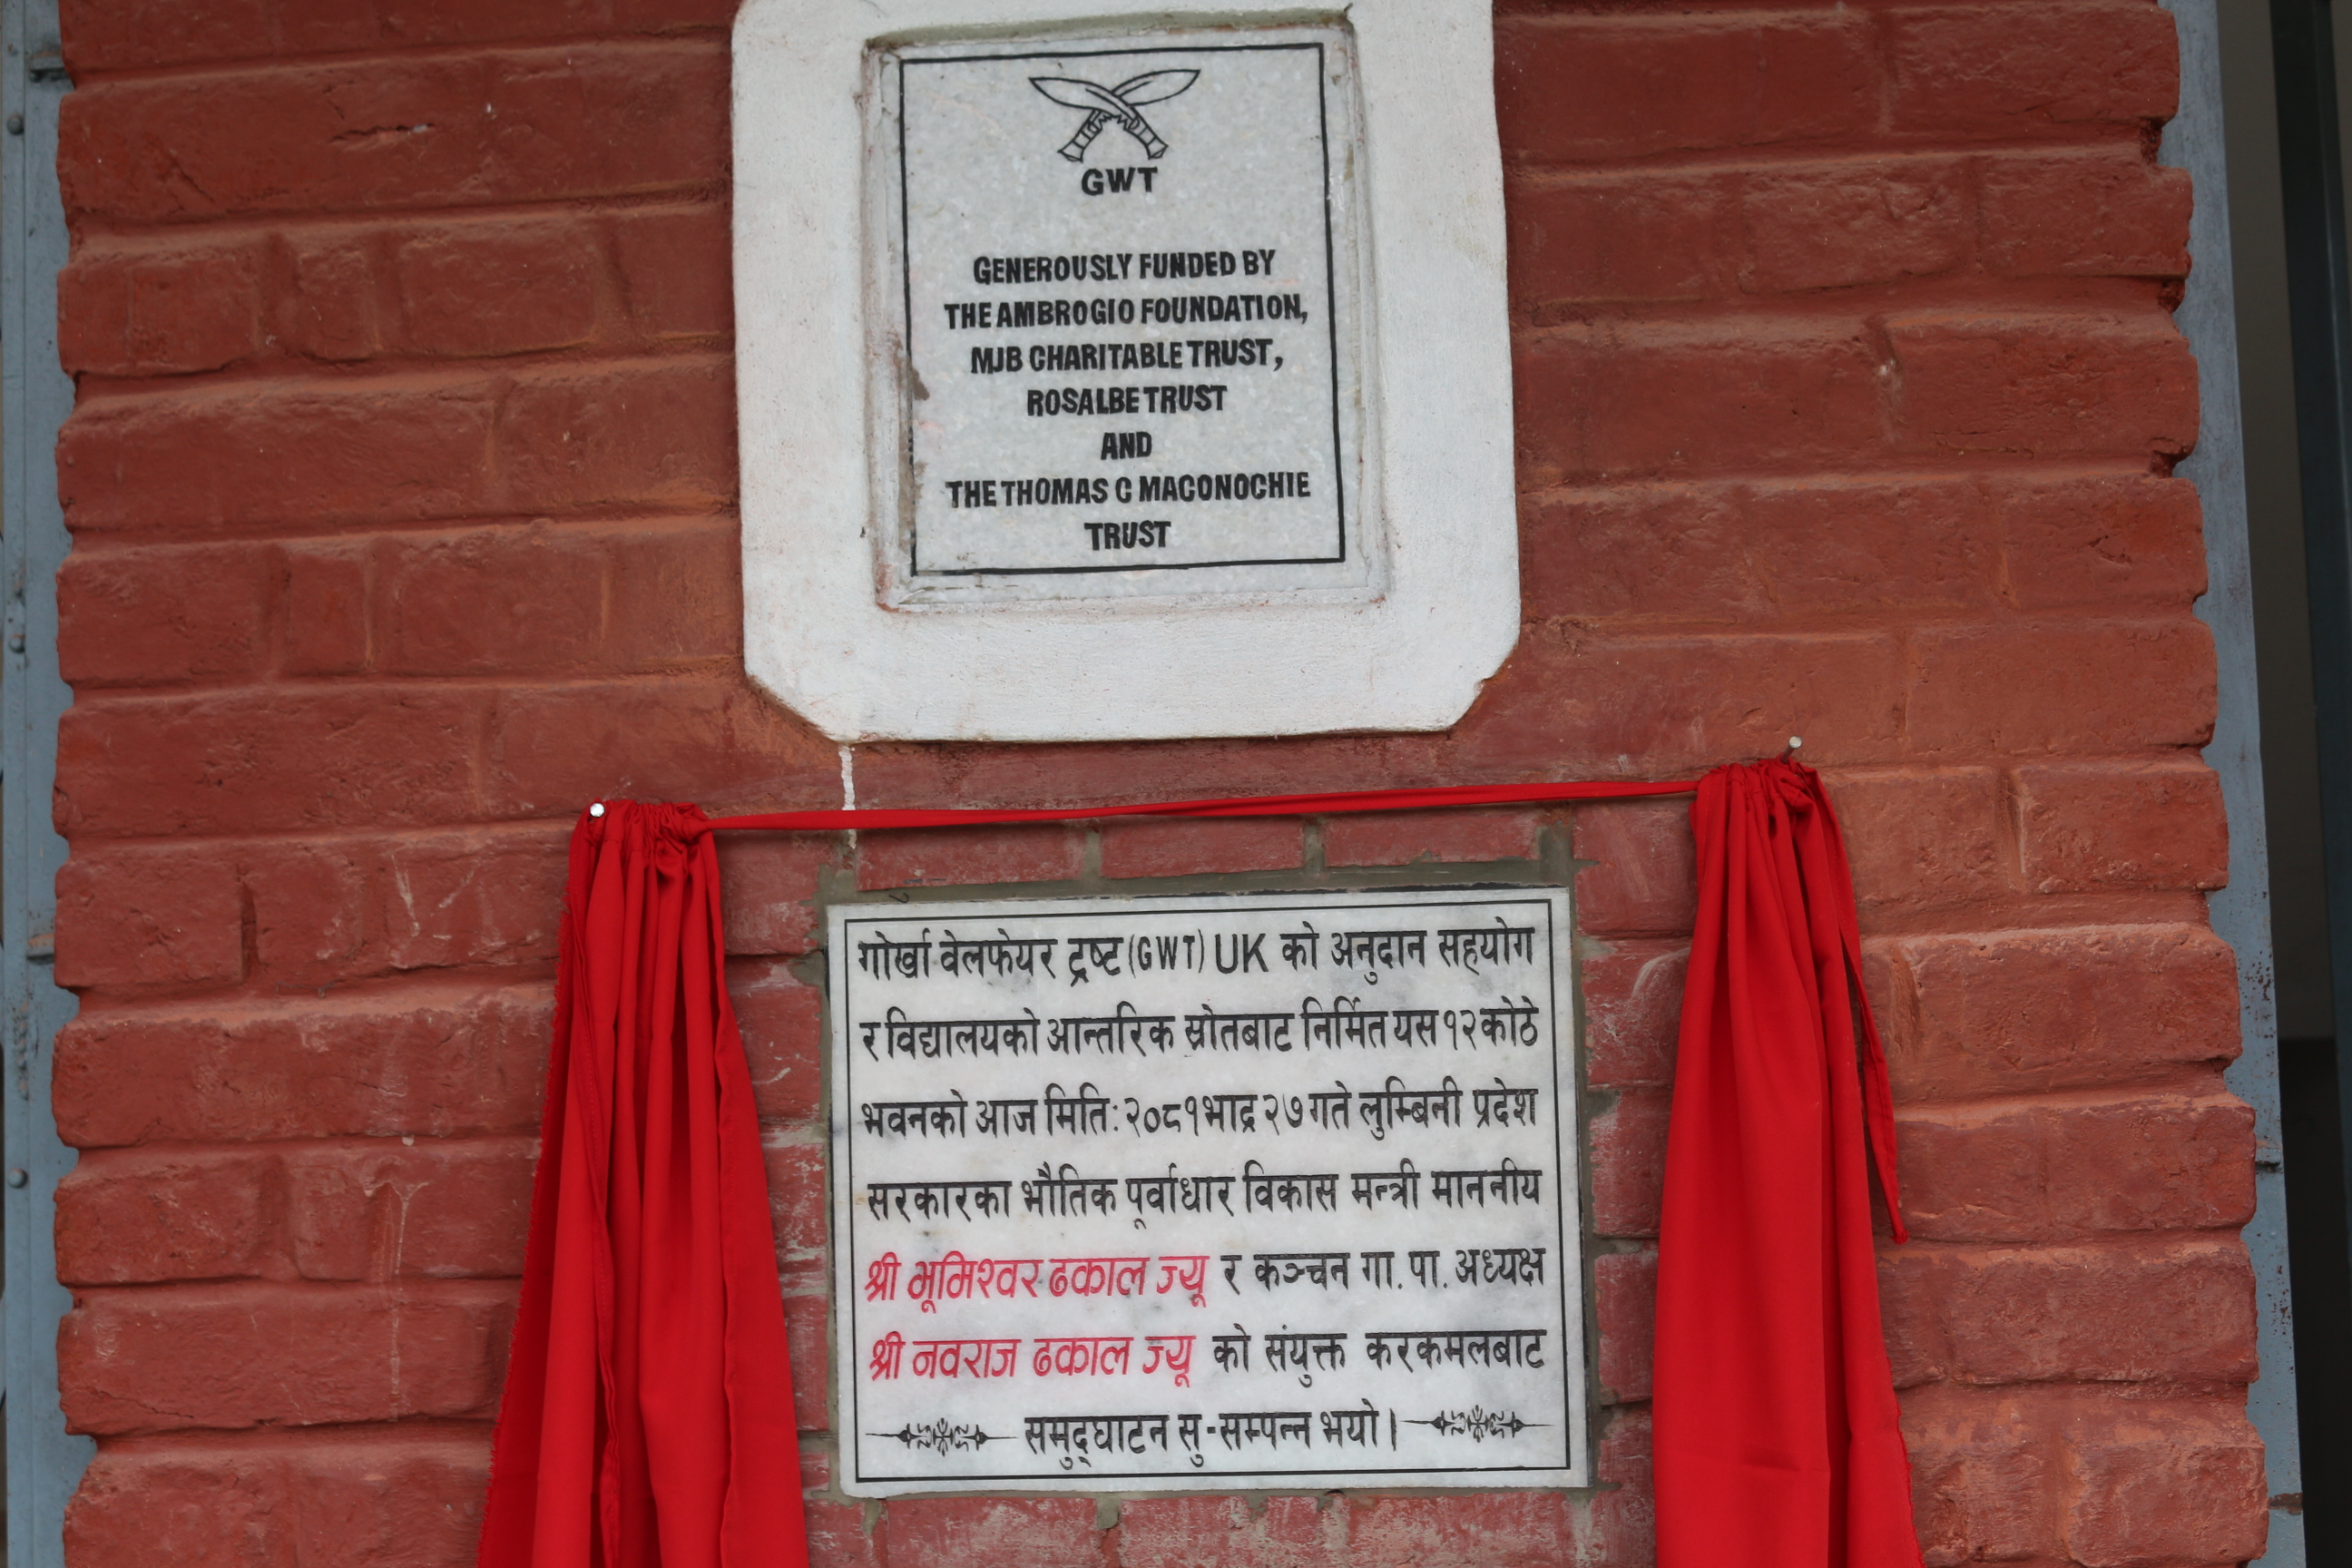 GWT
GENEROUSLY FUNDED BY
THE AMBROGIO FOUNDATION,
MJB CHARITABLE TRUST,
ROSALBE TRUST
AND
THE THOMAS C MACONOCHIE
TRUST
गोर्खा वेलफेयर ट्रष्ट (GWT) UK को अनुदान सहयोग
र विद्यालयको आन्तरिक स्रोतबाट निर्मित यस १२ कोठे
भवनको आज मिति: २०८१ भाद्र २७ गते लुम्बिनी प्रदेश
सरकारका भौतिक पूर्वाधार विकास मन्त्री माननीय
श्री भूमिश्वर ढकाल ज्यू र कञ्चन गा. पा. अध्यक्ष
श्री नवराज ढकाल ज्यू को संयुक्त करकमलबाट
समुद्घाटन सु-सम्पन्न भयो।